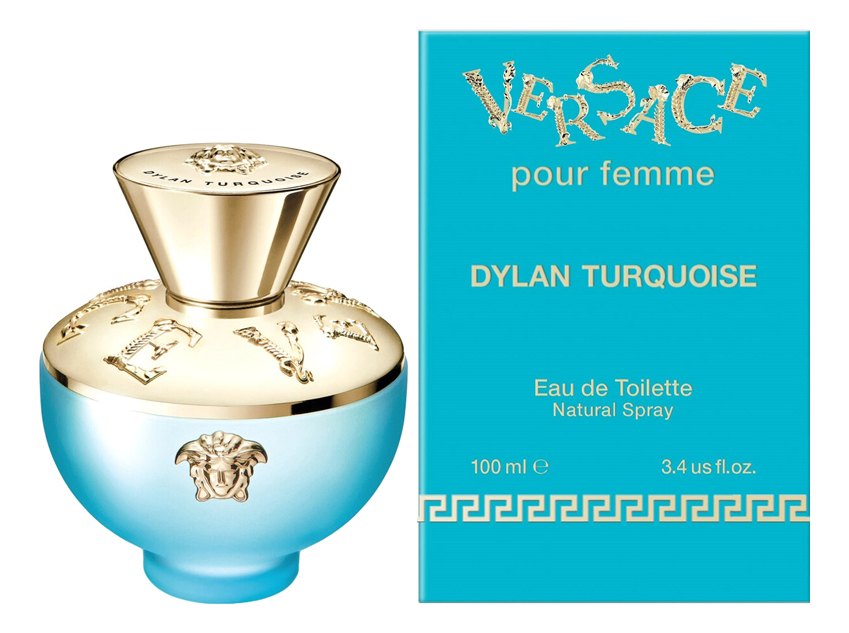 DYLAN TURQUOISE
VERSACE
pour femme
DYLAN TURQUOISE
Eau de Toilette
Natural Spray
100 ml ℮
3.4 us fl.oz.